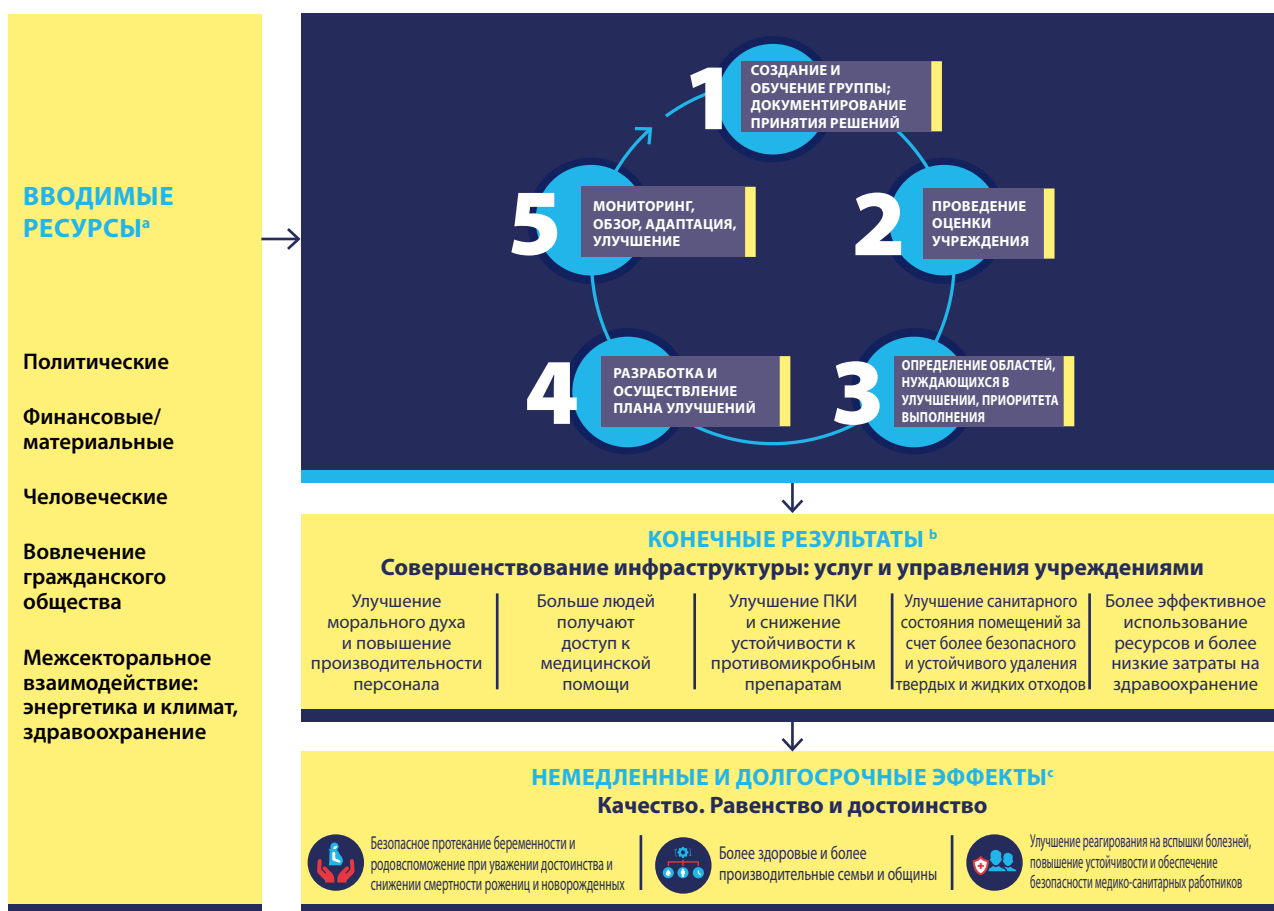 ВВОДИМЫЕ
РЕСУРСЫᵃ
Политические
Финансовые/
материальные
Человеческие
Вовлечение
гражданского
общества
Межсекторальное
взаимодействие:
энергетика и климат,
здравоохранение
1
СОЗДАНИЕ И
ОБУЧЕНИЕ ГРУППЫ;
ДОКУМЕНТИРОВАНИЕ
ПРИНЯТИЯ РЕШЕНИЙ
2
ПРОВЕДЕНИЕ
ОЦЕНКИ
УЧРЕЖДЕНИЯ
3
ОПРЕДЕЛЕНИЕ ОБЛАСТЕЙ,
НУЖДАЮЩИХСЯ В
УЛУЧШЕНИИ, ПРИОРИТЕТА
ВЫПОЛНЕНИЯ
4
РАЗРАБОТКА И
ОСУЩЕСТВЛЕНИЕ
ПЛАНА УЛУЧШЕНИЙ
5
МОНИТОРИНГ,
ОБЗОР, АДАПТАЦИЯ,
УЛУЧШЕНИЕ
КОНЕЧНЫЕ РЕЗУЛЬТАТЫ ᵇ
Совершенствование инфраструктуры: услуг и управления учреждениями
Улучшение
морального духа
и повышение
производительности
персонала
Больше людей
получают
доступ к
медицинской
помощи
Улучшение ПКИ
и снижение
устойчивости к
противомикробным
препаратам
Улучшение санитарного
состояния помещений за
счет более безопасного
и устойчивого удаления
твердых и жидких отходов
Более эффективное
использование
ресурсов и более
низкие затраты на
здравоохранение
НЕМЕДЛЕННЫЕ И ДОЛГОСРОЧНЫЕ ЭФФЕКТЫᶜ
Качество. Равенство и достоинство
Безопасное протекание беременности и
родовспоможение при уважении достоинства и
снижении смертности рожениц и новорожденных
Более здоровые и более
производительные семьи и общины
Улучшение реагирования на вспышки болезней,
повышение устойчивости и обеспечение
безопасности медико-санитарных работников